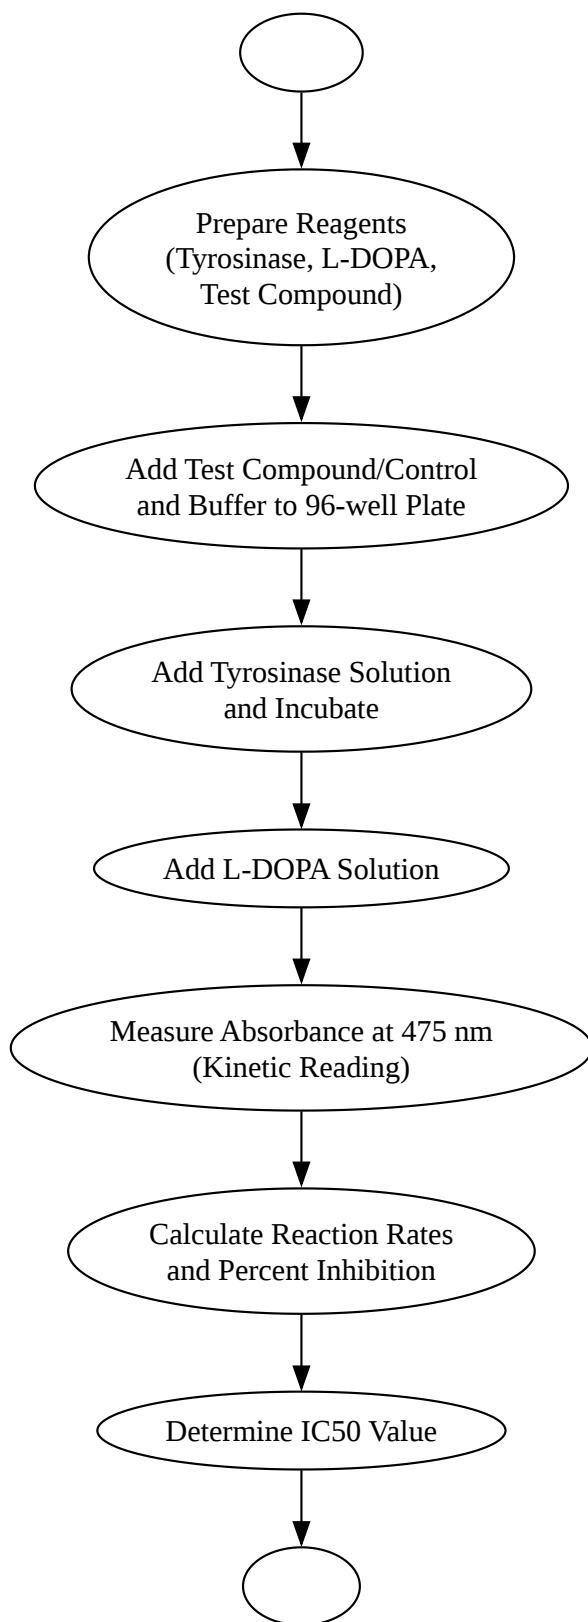 Prepare Reagents
(Tyrosinase, L-DOPA,
Test Compound)
Add Test Compound/Control
and Buffer to 96-well Plate
Add Tyrosinase Solution
and Incubate
Add L-DOPA Solution
Measure Absorbance at 475 nm
(Kinetic Reading)
Calculate Reaction Rates
and Percent Inhibition
Determine IC50 Value